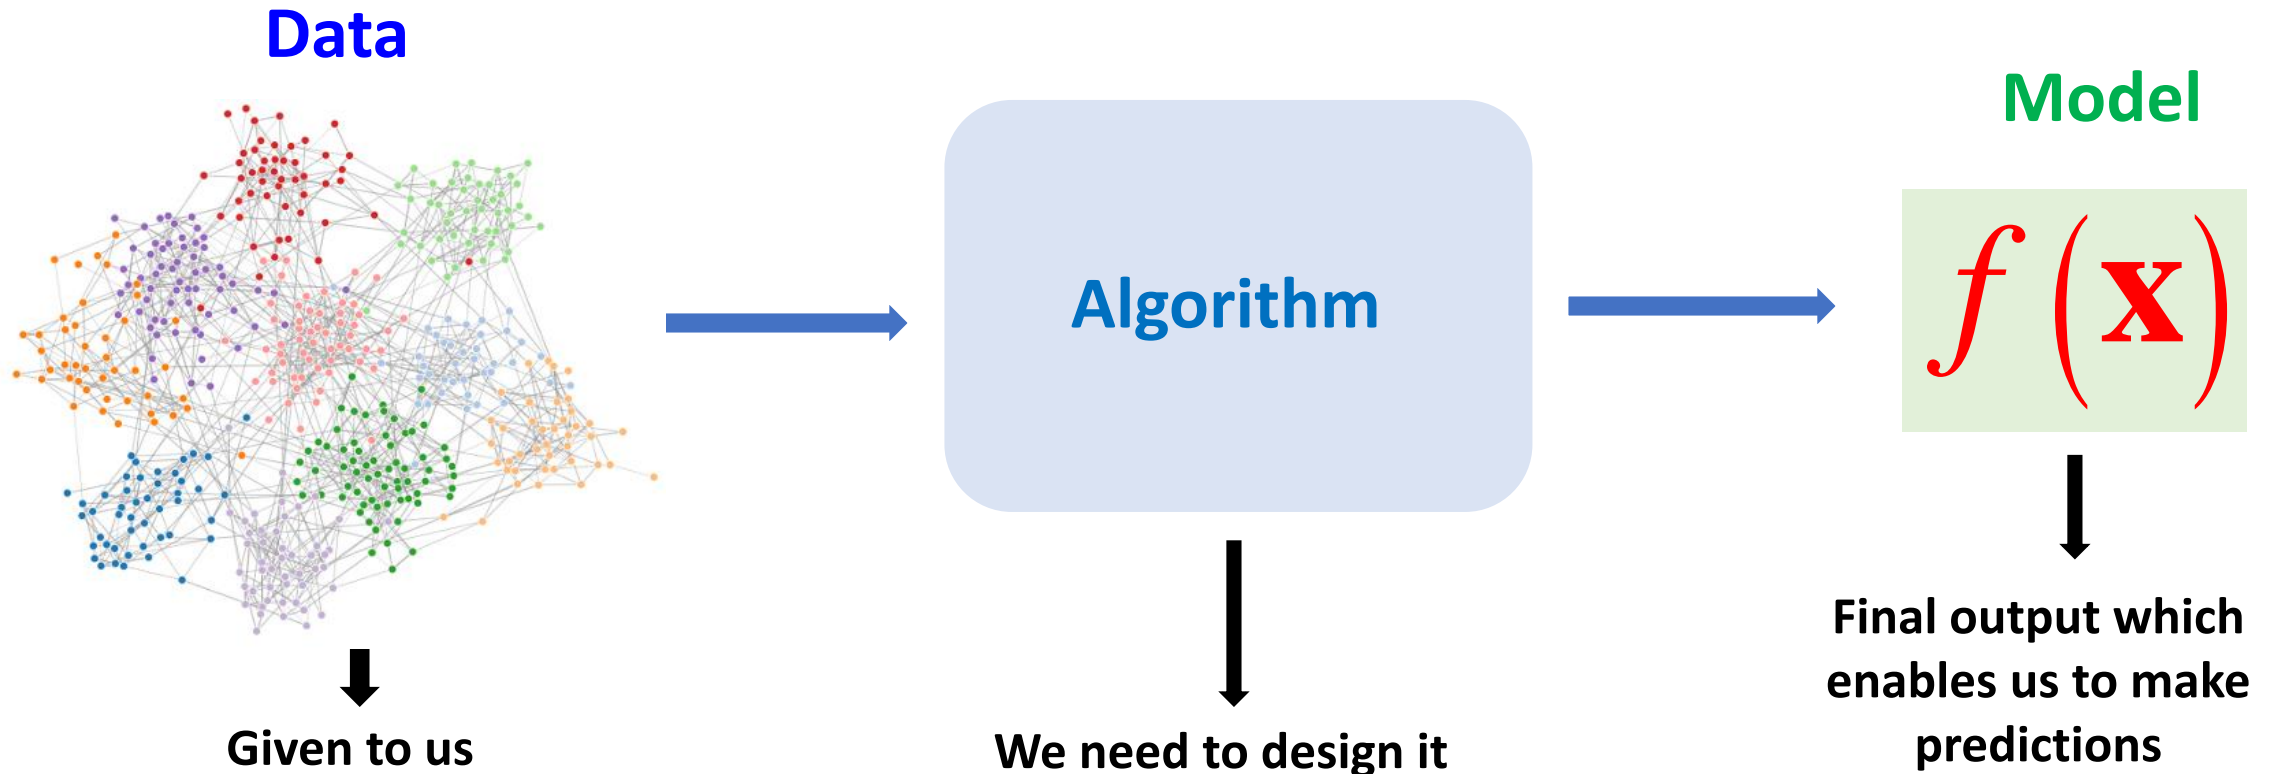 Data
Model
Algorithm
f(x)
Given to us
We need to design it
Final output which
enables us to make
predictions